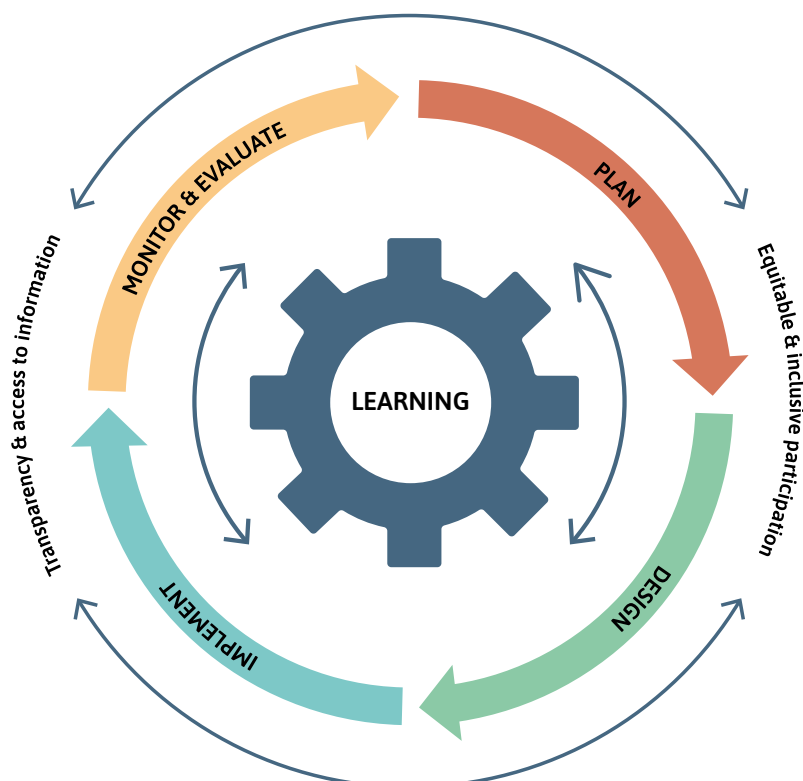 PLAN
MONITOR & EVALUATE
Transparency & access to information
Equitable & inclusive participation
LEARNING
DESIGN
IMPLEMENT